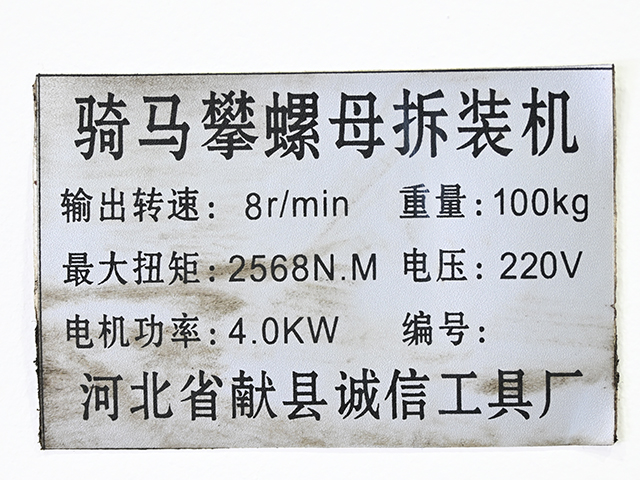 骑马攀螺母拆装机
输出转速: 8r/min 重量: 100kg
最大扭矩: 2568N.M 电压: 220V
电机功率: 4.0KW 编号:
河北省献县诚信工具厂